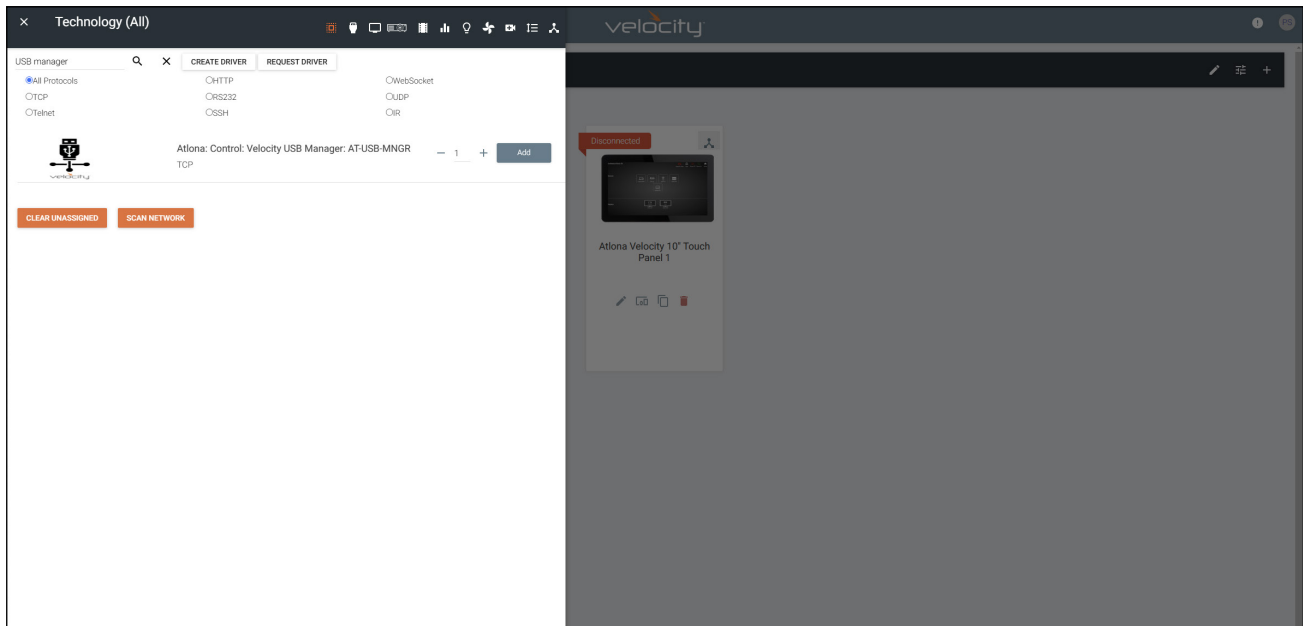 Technology (All)
velocity
USB manager
CREATE DRIVER
REQUEST DRIVER
All Protocols
HTTP
WebSocket
TCP
RS232
UDP
Telnet
SSH
IR
Atlona: Control: Velocity USB Manager: AT-USB-MNGR
TCP
1
Add
velocity
CLEAR UNASSIGNED
SCAN NETWORK
Disconnected
Atlona Velocity 10" Touch
Panel 1